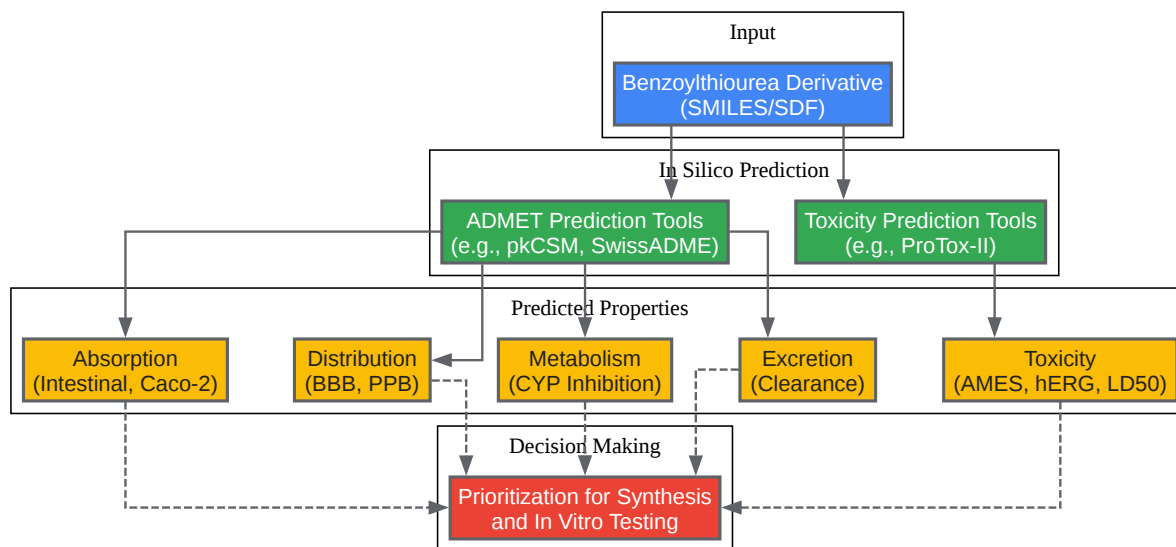 Input
Benzoylthiourea Derivative
(SMILES/SDF)
In Silico Prediction
ADMET Prediction Tools
(e.g., pkCSM, SwissADME)
Toxicity Prediction Tools
(e.g., ProTox-II)
Predicted Properties
Absorption
(Intestinal, Caco-2)
Distribution
(BBB, PPB)
Metabolism
(CYP Inhibition)
Excretion
(Clearance)
Toxicity
(AMES, hERG, LD50)
Decision Making
Prioritization for Synthesis
and In Vitro Testing